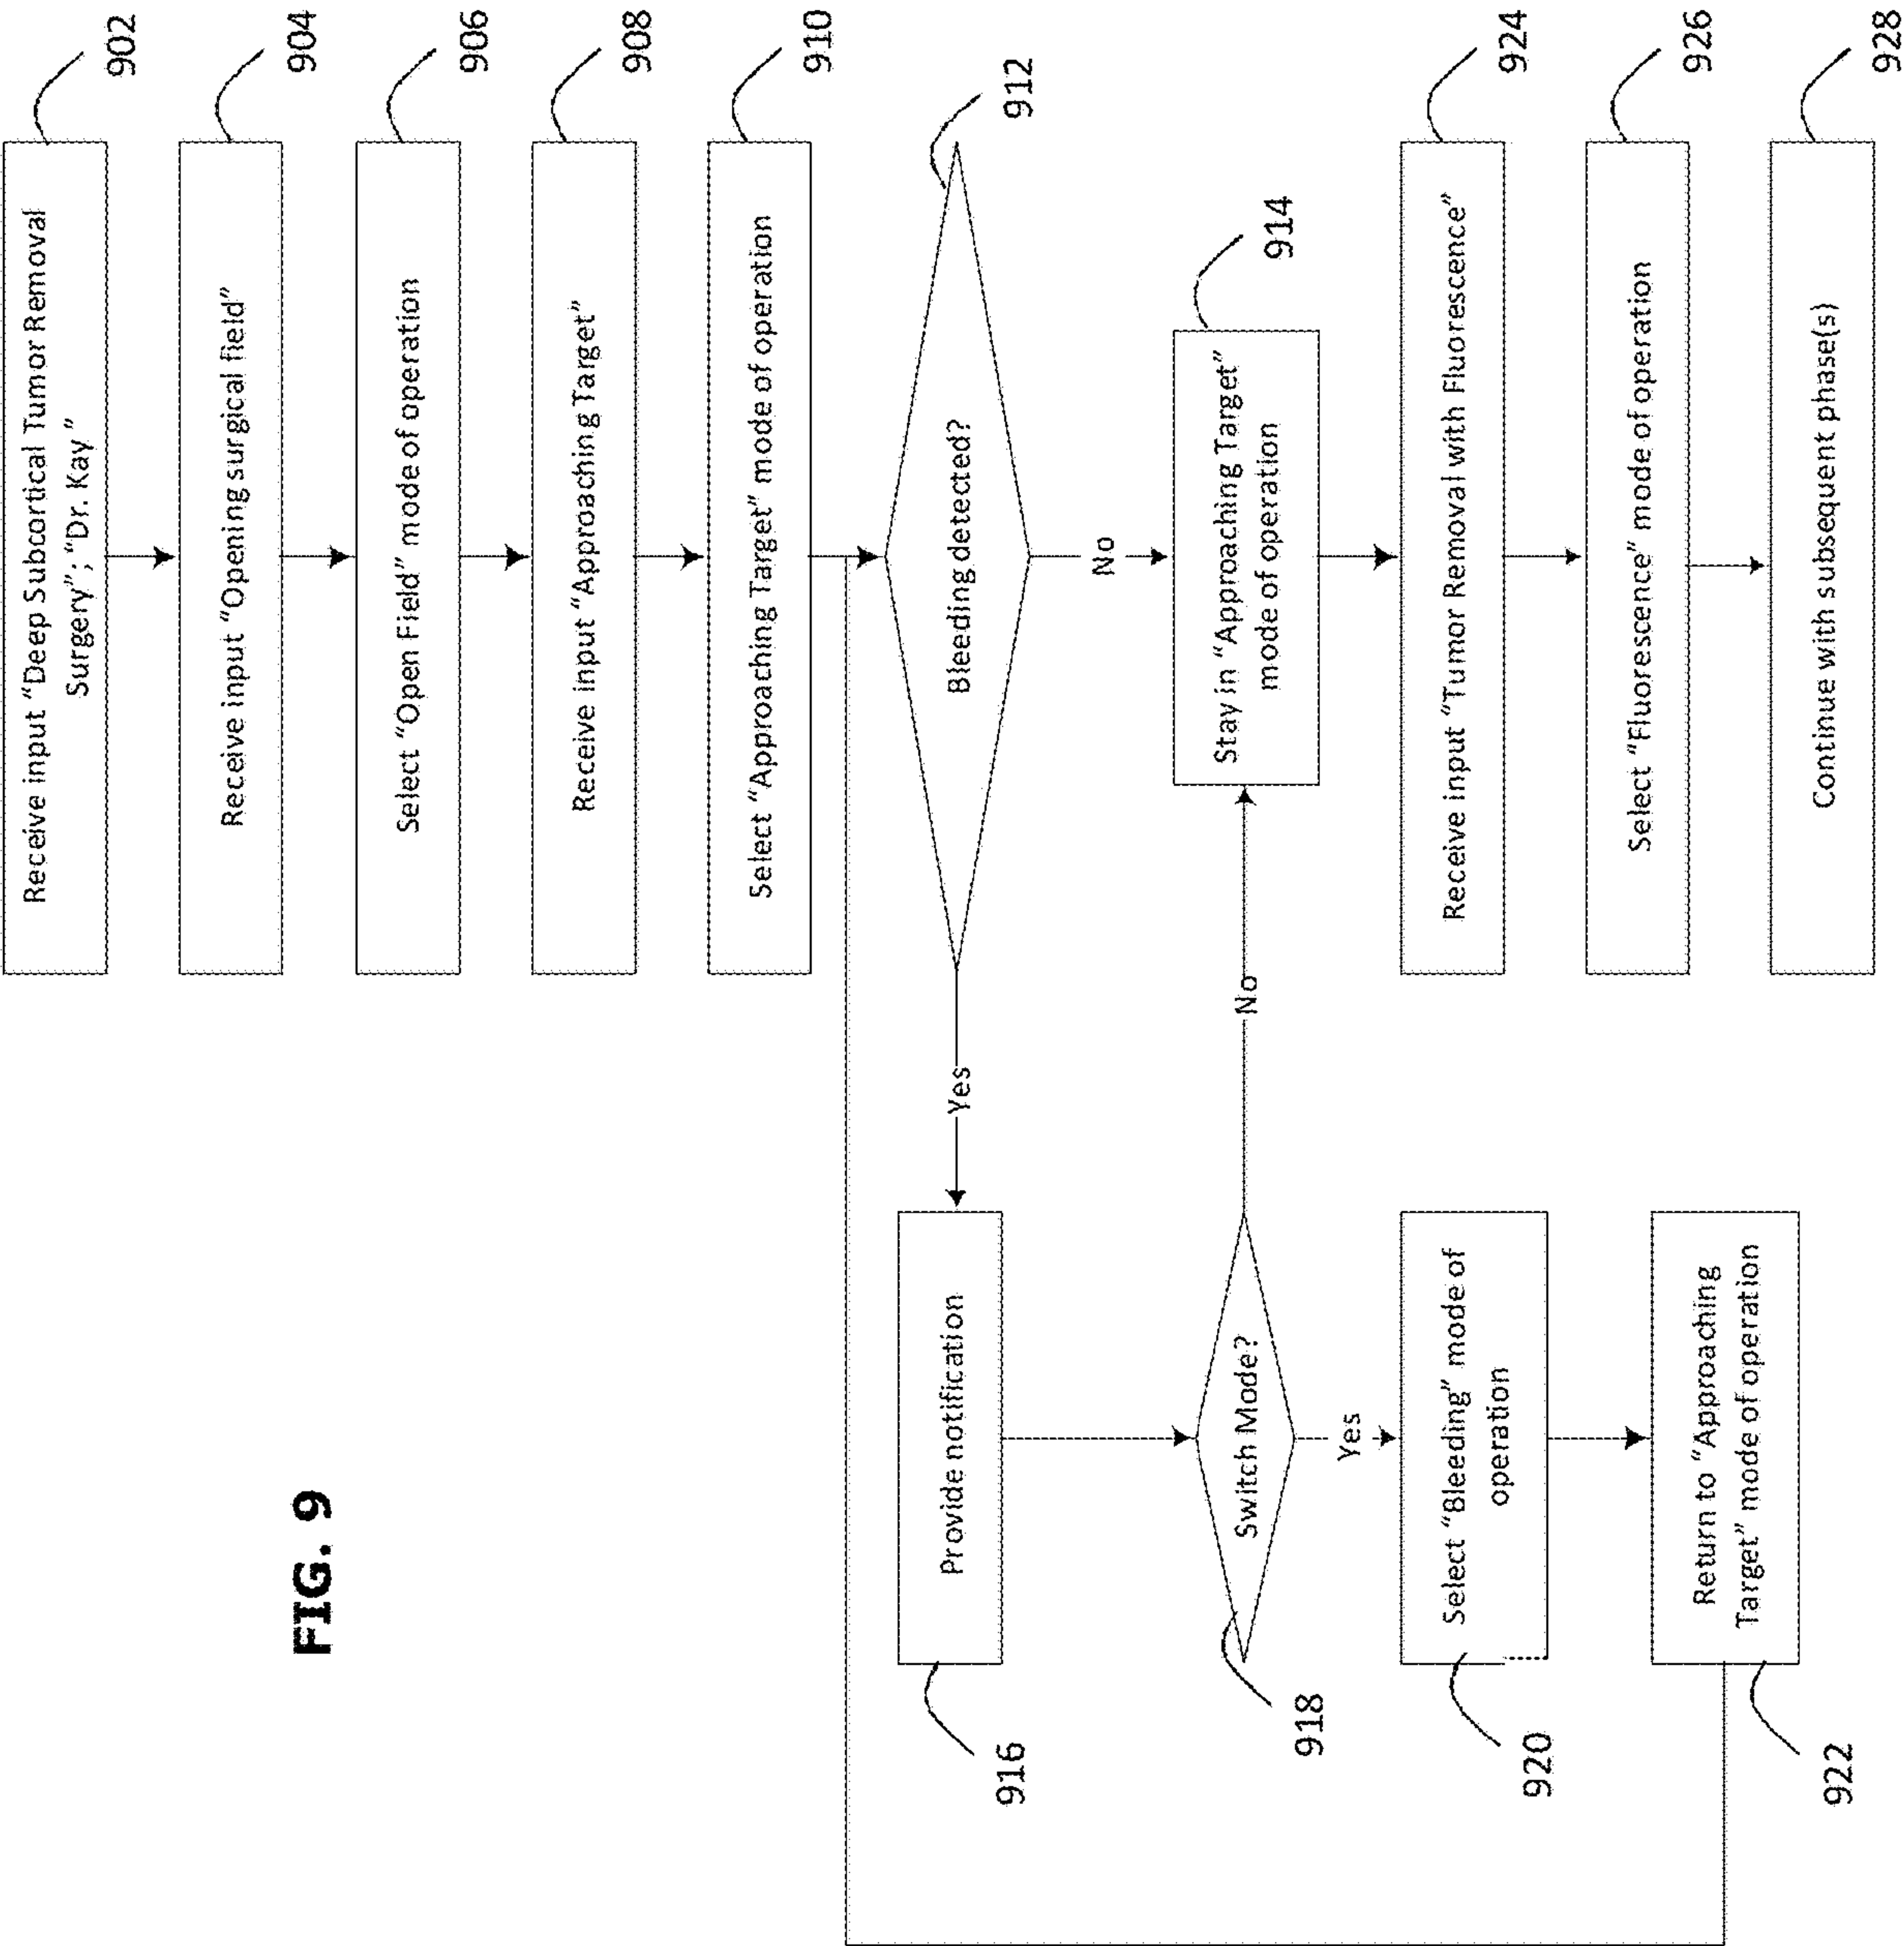 FIG. 9
Receive input “Deep Subcortical Tumor Removal
Surgery”; “Dr. Kay”
902
Receive input “Opening surgical field”
904
Select “Open Field” mode of operation
906
Receive input “Approaching Target”
908
Select “Approaching Target” mode of operation
910
Bleeding detected?
912
Yes
No
Provide notification
916
Stay in “Approaching Target”
mode of operation
914
Switch Mode?
918
No
Yes
Select “Bleeding” mode of
operation
920
Return to “Approaching
Target” mode of operation
922
Receive input “Tumor Removal with Fluorescence”
924
Select “Fluorescence” mode of operation
926
Continue with subsequent phase(s)
928